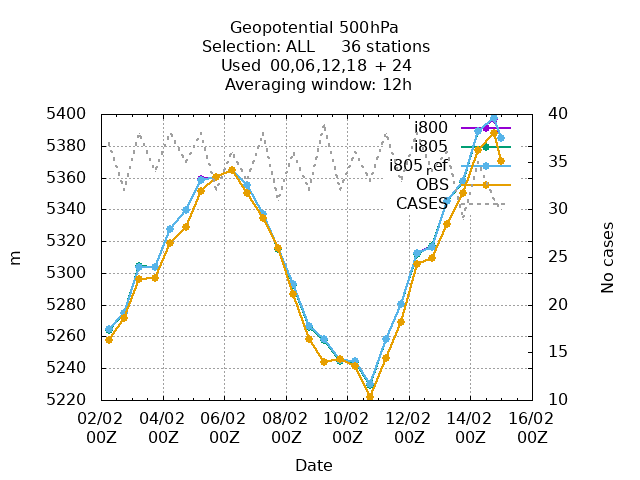 Geopotential 500hPa
Selection: ALL 36 stations
Used 00,06,12,18 + 24
Averaging window: 12h
5400
5380
5360
5340
5320
5300
5280
5260
5240
5220
m
40
35
30
25
20
15
10
No cases
i800
i805
i805_ref
OBS
CASES
02/02 04/02 06/02 08/02 10/02 12/02 14/02 16/02
00Z 00Z 00Z 00Z 00Z 00Z 00Z 00Z
Date